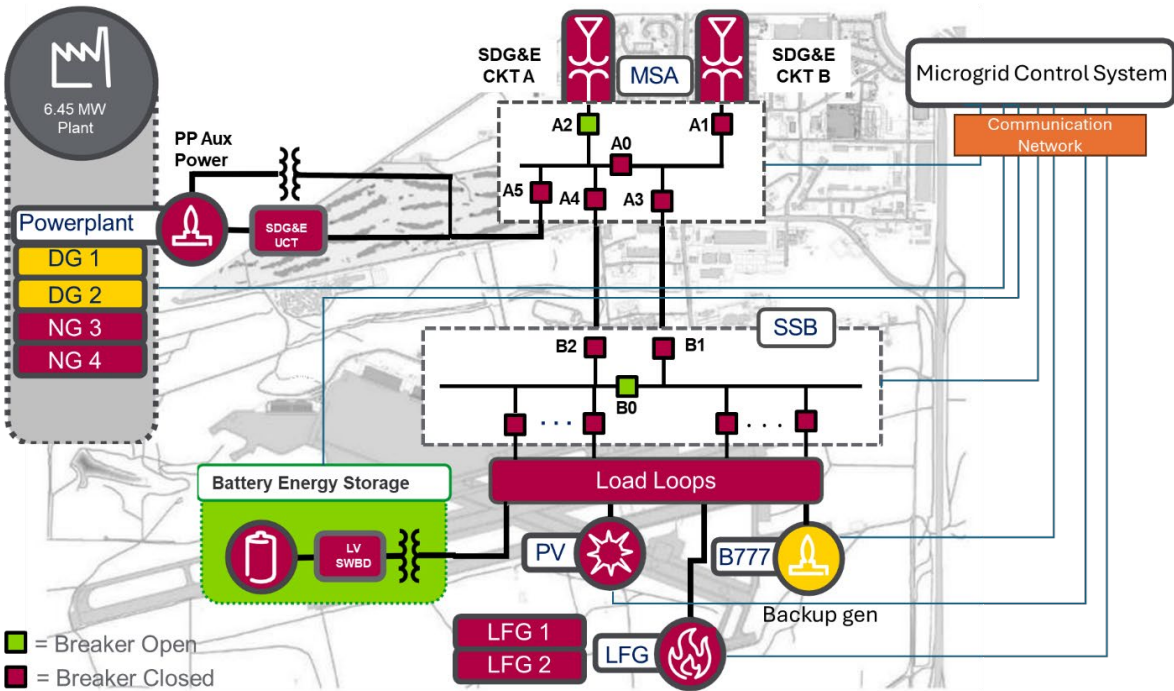 SDG&E
CKT A
MSA
SDG&E
CKT B
Microgrid Control System
Communication
Network
6.45 MW
Plant
PP Aux
Power
A2
A1
A0
A5
A4
A3
Powerplant
SDG&E
UCT
DG 1
DG 2
NG 3
NG 4
SSB
B2
B1
B0
. . .
. . .
Battery Energy Storage
Load Loops
LV
SWBD
PV
B777
Backup gen
LFG 1
LFG 2
LFG
= Breaker Open
= Breaker Closed